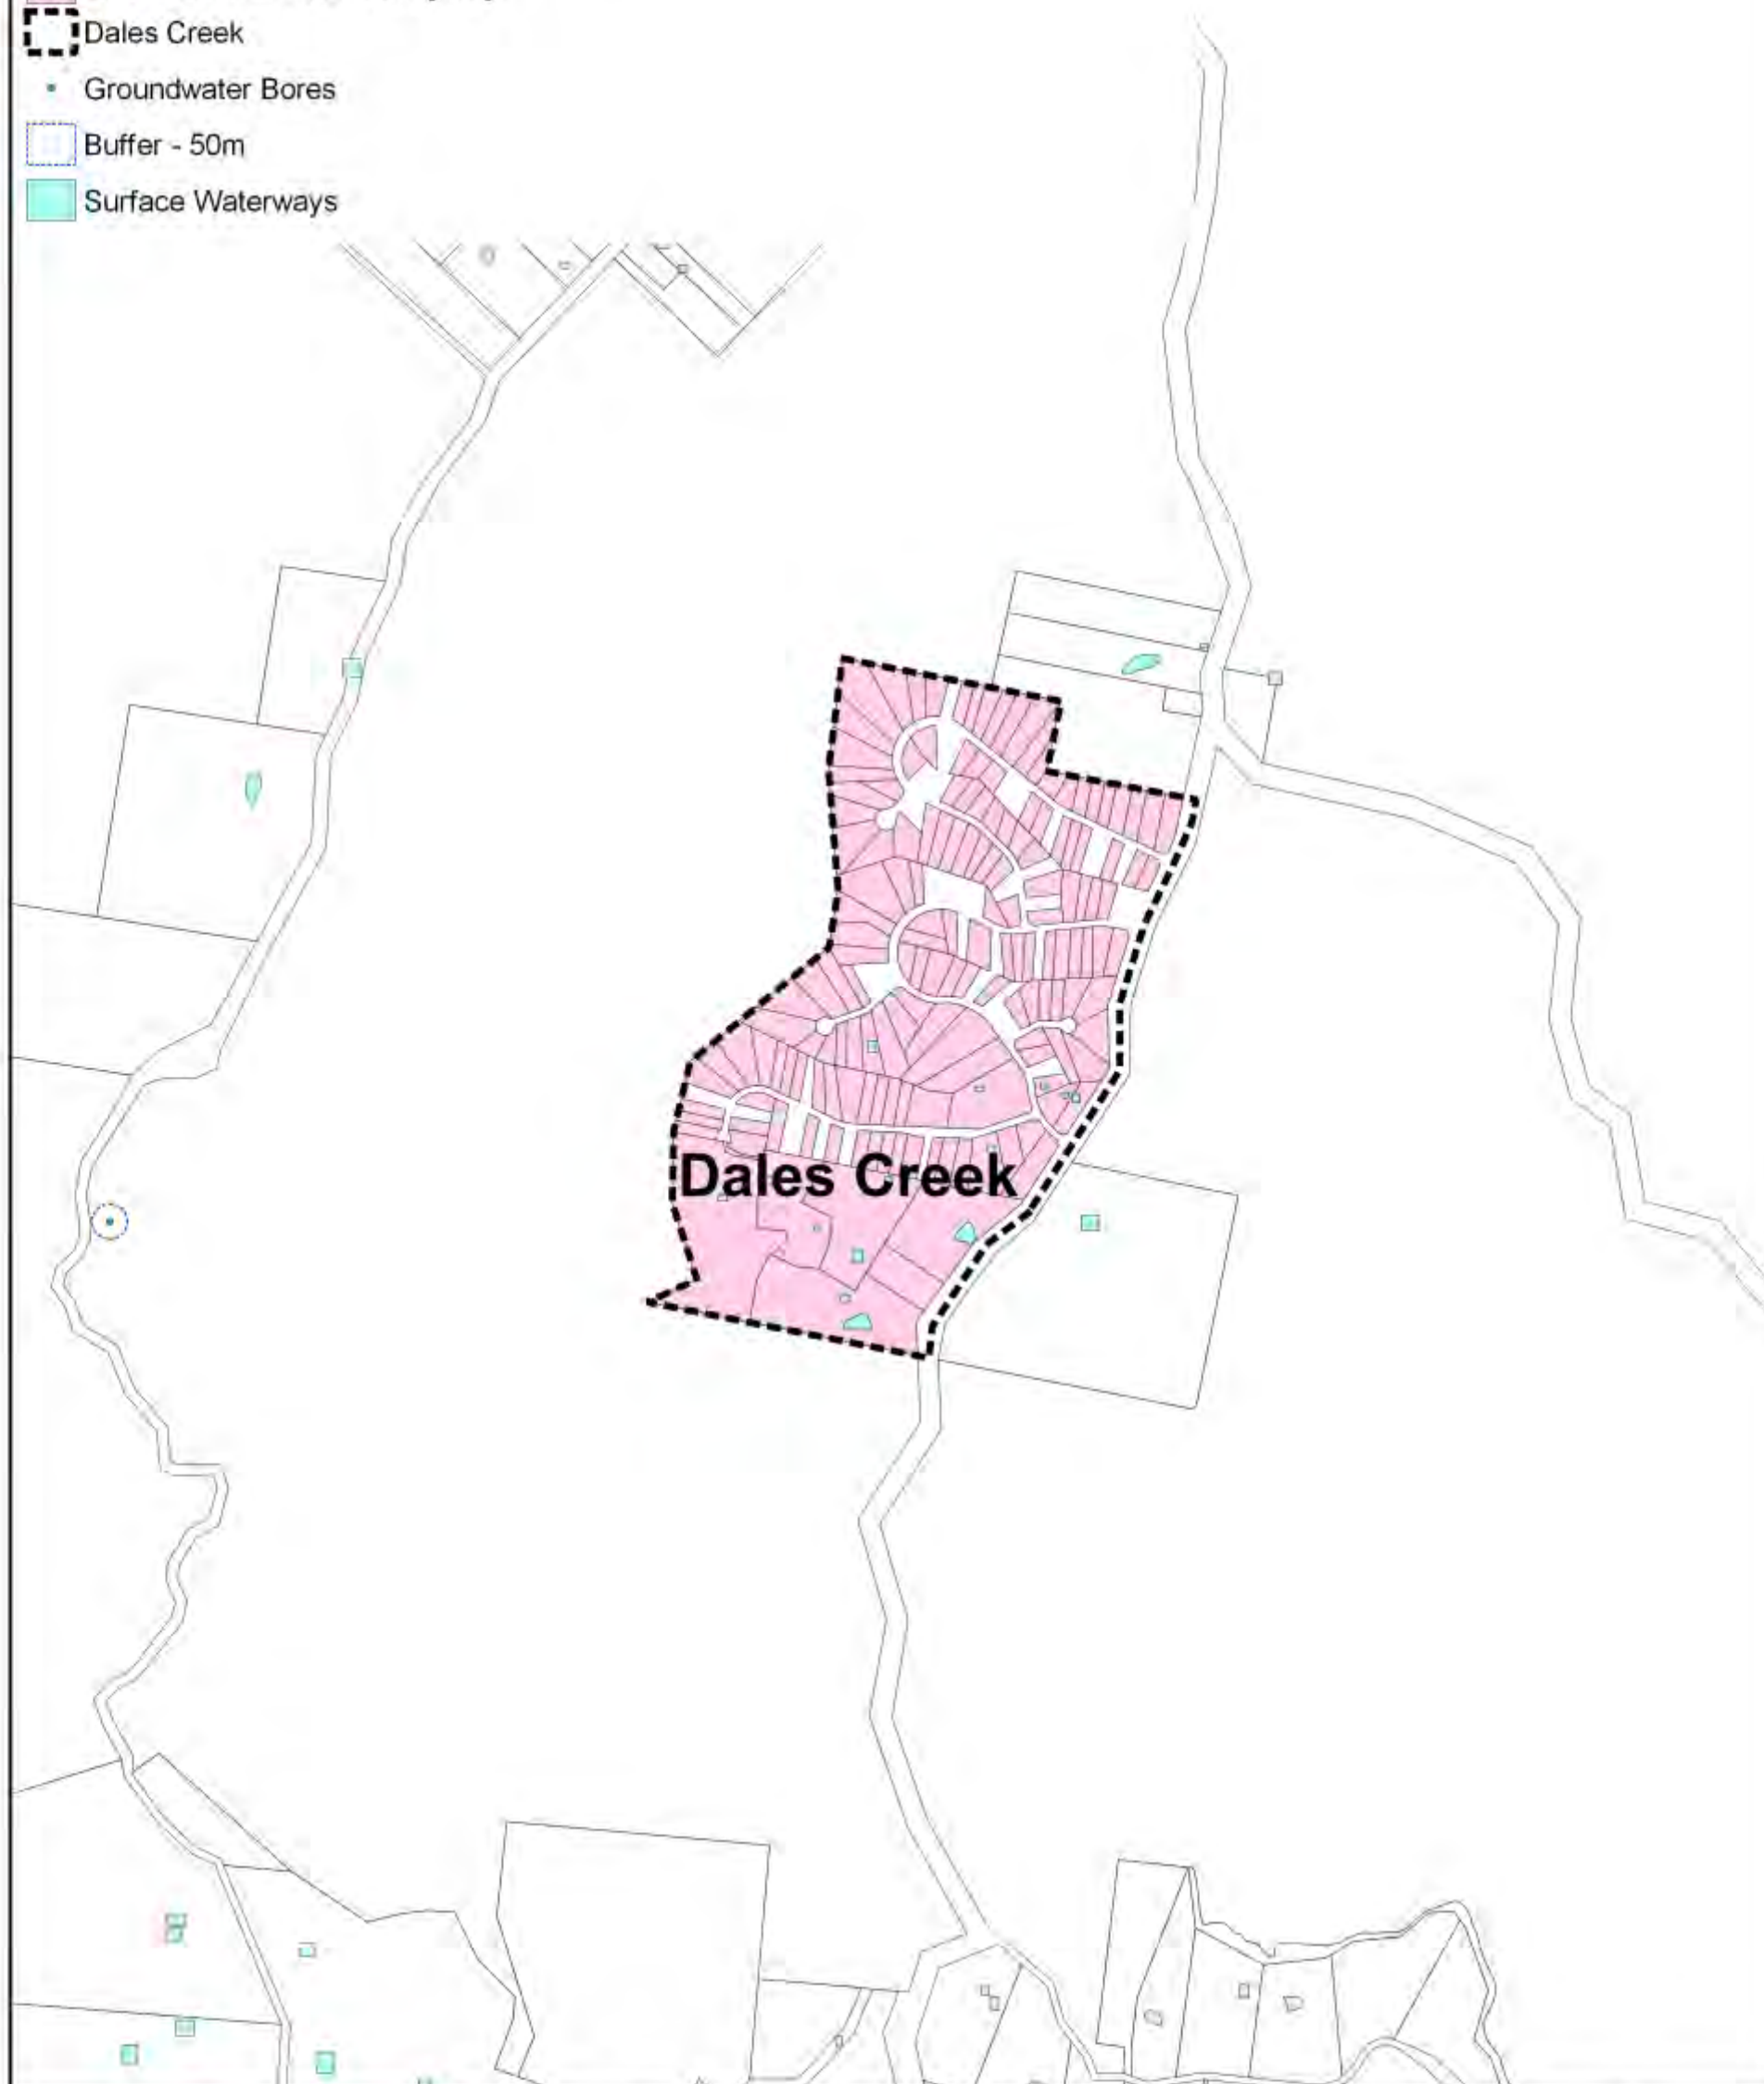 Dales Creek
Groundwater Bores
Buffer - 50m
Surface Waterways
Dales Creek